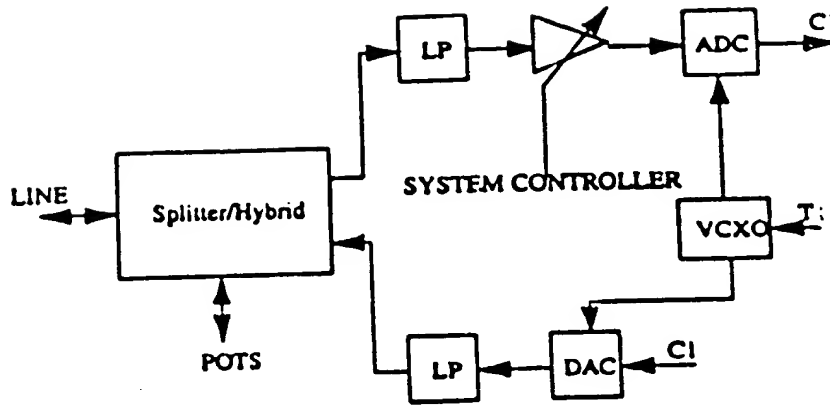 LP
ADC
C
SYSTEM CONTROLLER
LINE
Splitter/Hybrid
VCXO
POTS
LP
DAC